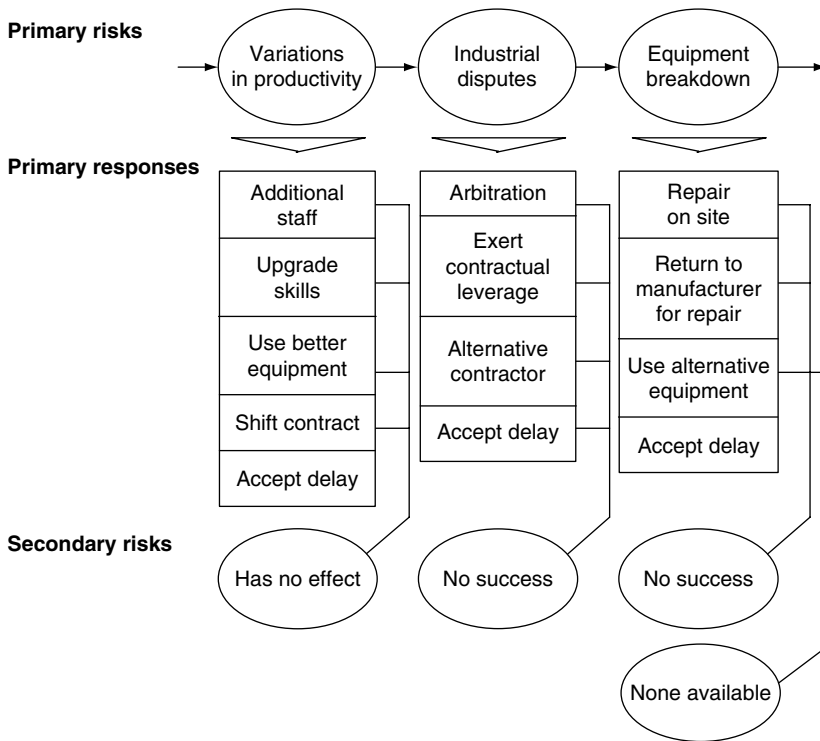 Primary risks
Variations
in productivity
Industrial
disputes
Equipment
breakdown
Primary responses
Additional
staff
Upgrade
skills
Use better
equipment
Shift contract
Accept delay
Arbitration
Exert
contractual
leverage
Alternative
contractor
Accept delay
Repair
on site
Return to
manufacturer
for repair
Use alternative
equipment
Accept delay
Secondary risks
Has no effect
No success
No success
None available